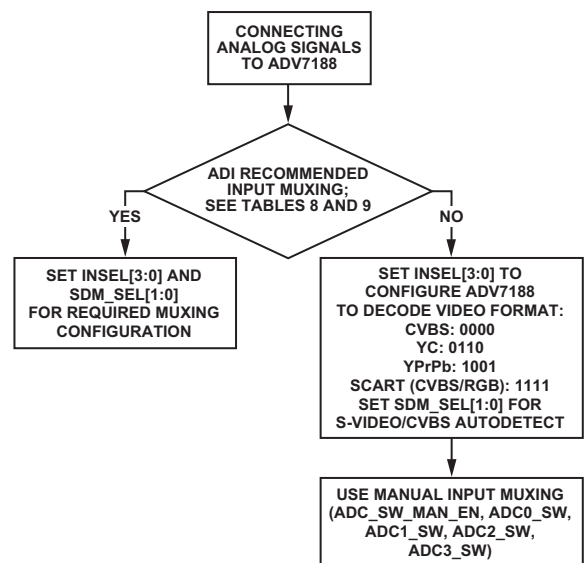 CONNECTING
ANALOG SIGNALS
TO ADV7188
ADI RECOMMENDED
INPUT MUXING;
SEE TABLES 8 AND 9
YES
NO
SET INSEL[3:0] AND
SDM_SEL[1:0]
FOR REQUIRED MUXING
CONFIGURATION
SET INSEL[3:0] TO
CONFIGURE ADV7188
TO DECODE VIDEO FORMAT:
CVBS: 0000
YC: 0110
YPrPb: 1001
SCART (CVBS/RGB): 1111
SET SDM_SEL[1:0] FOR
S-VIDEO/CVBS AUTODETECT
USE MANUAL INPUT MUXING
(ADC_SW_MAN_EN, ADC0_SW,
ADC1_SW, ADC2_SW,
ADC3_SW)